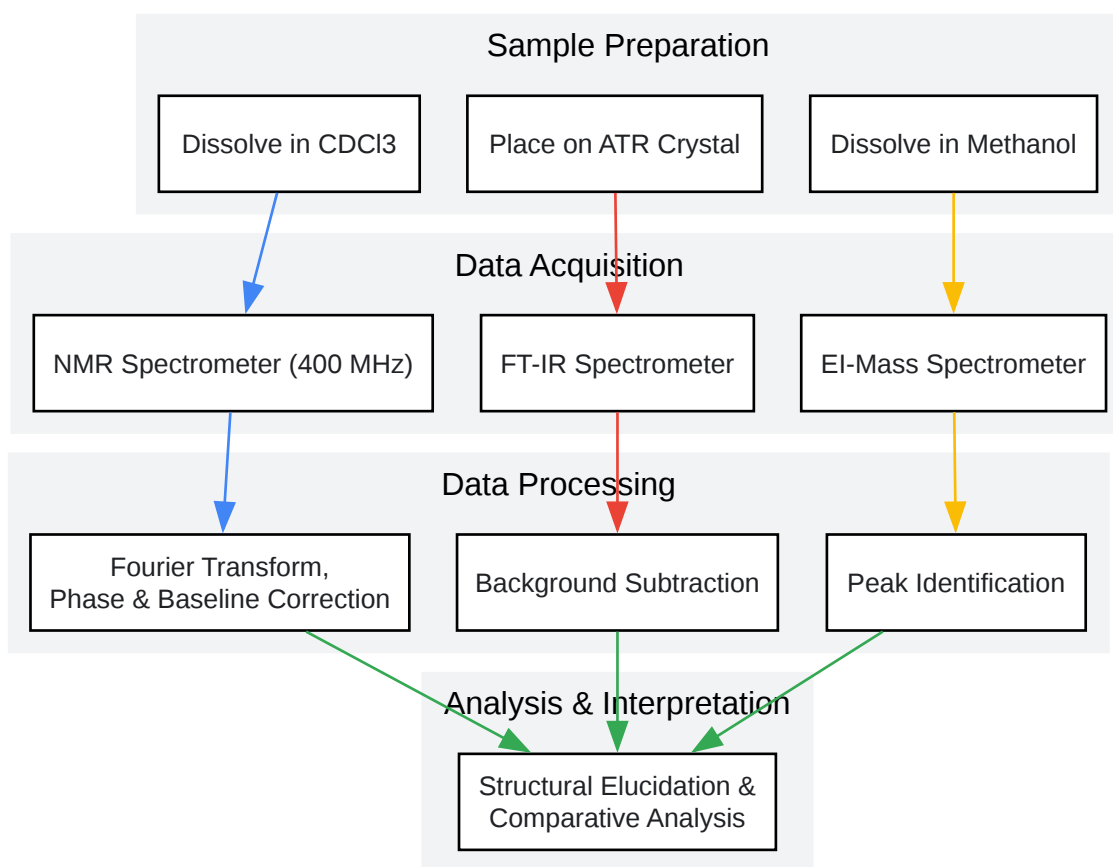 Sample Preparation
Dissolve in CDCl3
Place on ATR Crystal
Dissolve in Methanol
Data Acquisition
NMR Spectrometer (400 MHz)
FT-IR Spectrometer
EI-Mass Spectrometer
Data Processing
Fourier Transform,
Phase & Baseline Correction
Background Subtraction
Peak Identification
Analysis & Interpretation
Structural Elucidation &
Comparative Analysis